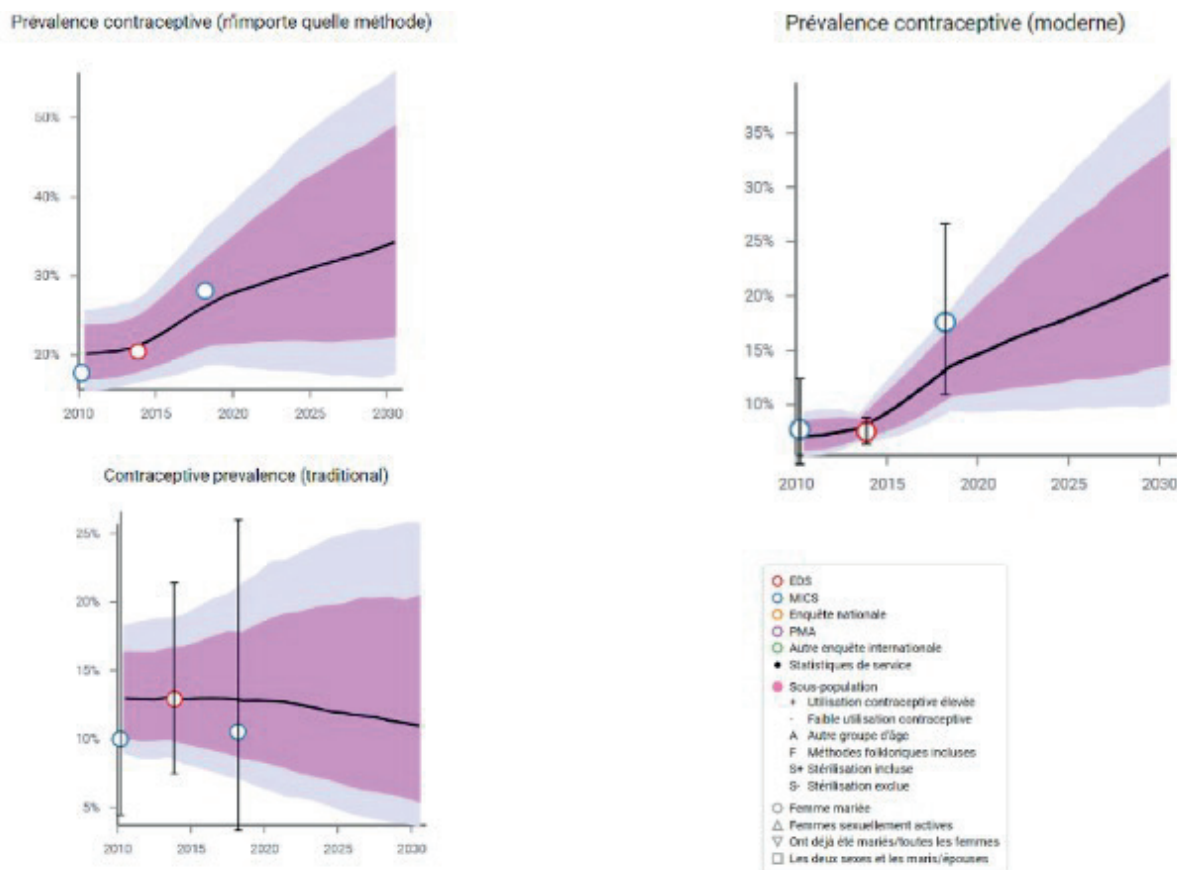 Prévalence contraceptive (n'importe quelle méthode)
50%
40%
30%
20%
2010 2015 2020 2025 2030
Prévalence contraceptive (moderne)
35%
30%
25%
20%
15%
10%
2010 2015 2020 2025 2030
Contraceptive prevalence (traditional)
25%
20%
15%
10%
5%
2010 2015 2020 2025 2030
EDS
MICS
Enquête nationale
PMA
Autre enquête internationale
Statistiques de service
Sous-population
+ Utilisation contraceptive élevée
- Faible utilisation contraceptive
A Autre groupe d'âge
F Méthodes folkloriques incluses
S+ Stérilisation incluse
S- Stérilisation exclue
Femme mariée
Femmes sexuellement actives
Ont déjà été mariés/toutes les femmes
Les deux sexes et les maris/épouses